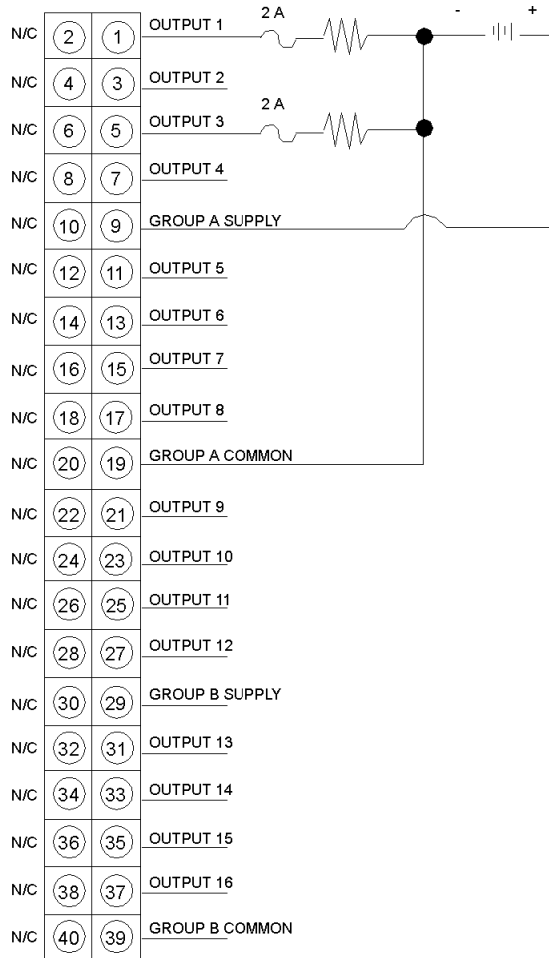 2 A - +
N/C 2 1 OUTPUT 1
N/C 4 3 OUTPUT 2
2 A
N/C 6 5 OUTPUT 3
N/C 8 7 OUTPUT 4
N/C 10 9 GROUP A SUPPLY
N/C 12 11 OUTPUT 5
N/C 14 13 OUTPUT 6
N/C 16 15 OUTPUT 7
N/C 18 17 OUTPUT 8
N/C 20 19 GROUP A COMMON
N/C 22 21 OUTPUT 9
N/C 24 23 OUTPUT 10
N/C 26 25 OUTPUT 11
N/C 28 27 OUTPUT 12
N/C 30 29 GROUP B SUPPLY
N/C 32 31 OUTPUT 13
N/C 34 33 OUTPUT 14
N/C 36 35 OUTPUT 15
N/C 38 37 OUTPUT 16
N/C 40 39 GROUP B COMMON